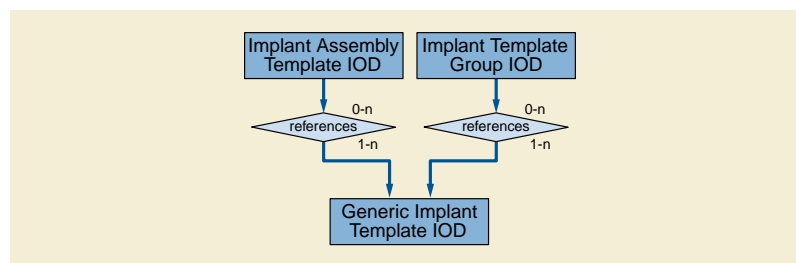 Implant Assembly
Template IOD
Implant Template
Group IOD
0-n
references
1-n
0-n
references
1-n
Generic Implant
Template IOD